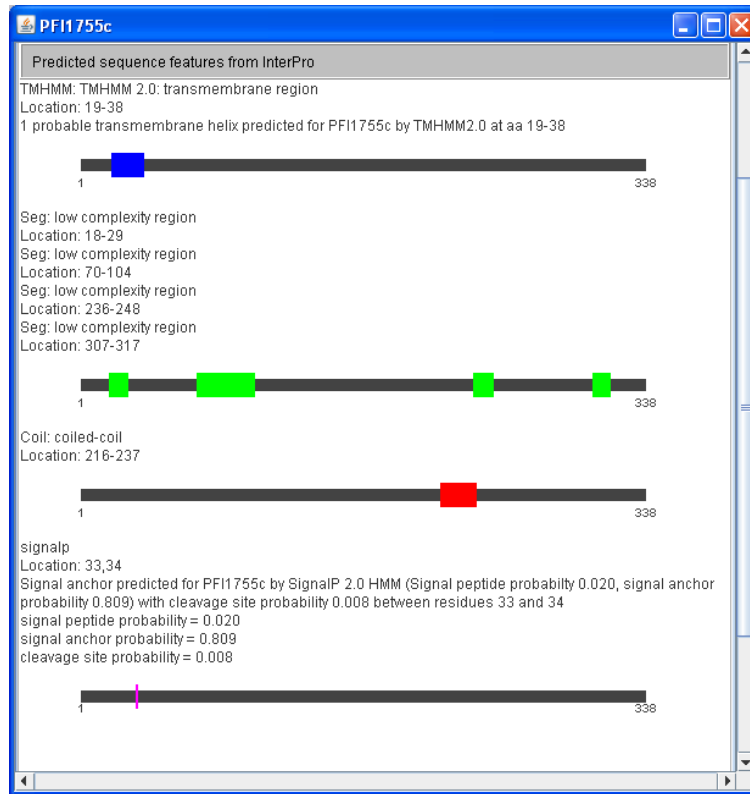 PFI1755c
Predicted sequence features from InterPro
TMHMM: TMHMM 2.0: transmembrane region
Location: 19-38
1 probable transmembrane helix predicted for PFI1755c by TMHMM2.0 at aa 19-38
1 338
Seg: low complexity region
Location: 18-29
Seg: low complexity region
Location: 70-104
Seg: low complexity region
Location: 236-248
Seg: low complexity region
Location: 307-317
1 338
Coil: coiled-coil
Location: 216-237
1 338
signalp
Location: 33,34
Signal anchor predicted for PFI1755c by SignalP 2.0 HMM (Signal peptide probabilty 0.020, signal anchor
probability 0.809) with cleavage site probability 0.008 between residues 33 and 34
signal peptide probability = 0.020
signal anchor probability = 0.809
cleavage site probability = 0.008
1 338